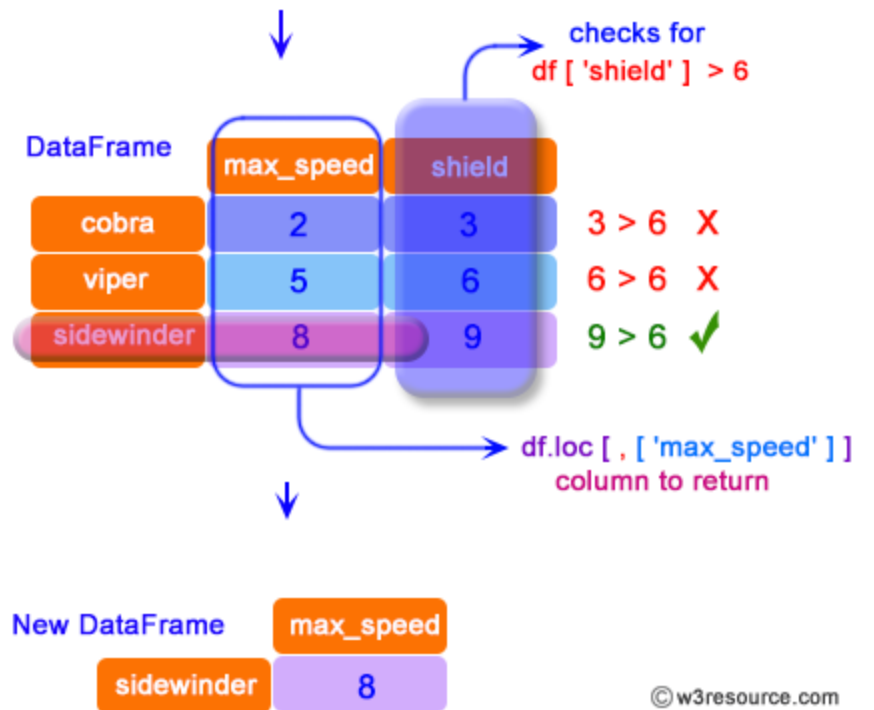 checks for
df [ 'shield' ] > 6
DataFrame
max_speed shield
cobra 2 3 3 > 6 X
viper 5 6 6 > 6 X
sidewinder 8 9 9 > 6 ✓
df.loc [ , [ 'max_speed' ] ]
column to return
New DataFrame max_speed
sidewinder 8
©w3resource.com